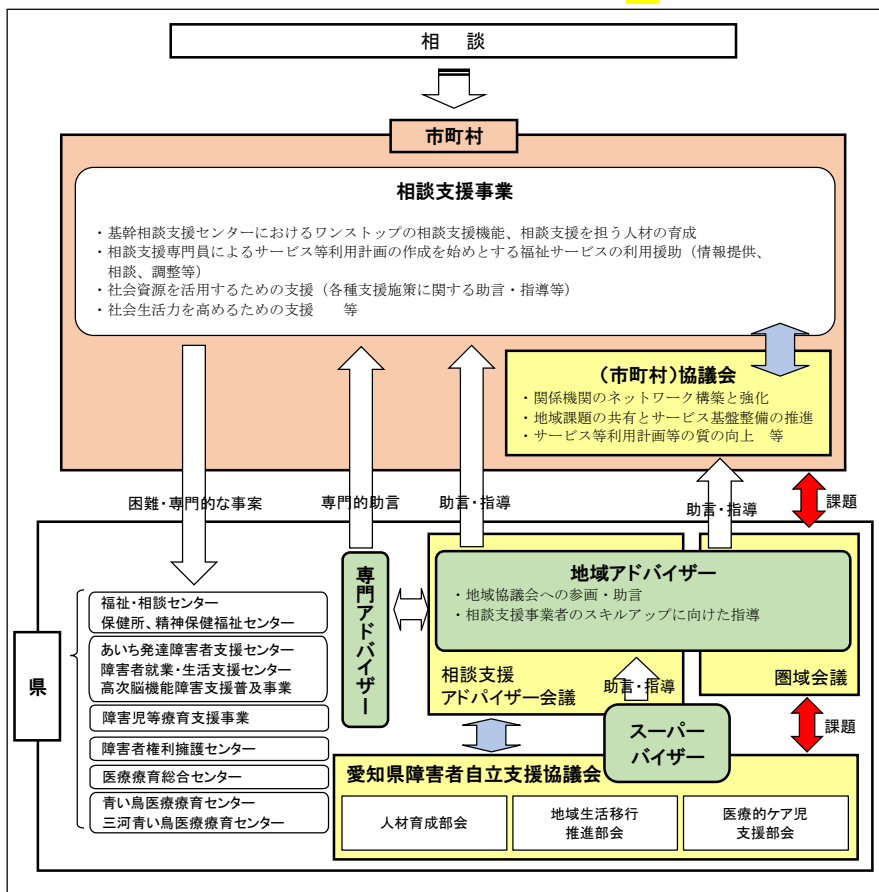 相　談
市町村
相談支援事業
・基幹相談支援センターにおけるワンストップの相談支援機能、相談支援を担う人材の育成
・相談支援専門員によるサービス等利用計画の作成を始めとする福祉サービスの利用援助（情報提供、
相談、調整等）
・社会資源を活用するための支援（各種支援施策に関する助言・指導等）
・社会生活力を高めるための支援　　等
（市町村）協議会
・関係機関のネットワーク構築と強化
・地域課題の共有とサービス基盤整備の推進
・サービス等利用計画等の質の向上　等
困難・専門的な事案
専門的助言
助言・指導
助言・指導
課題
県
福祉・相談センター
保健所、精神保健福祉センター
あいち発達障害者支援センター
障害者就業・生活支援センター
高次脳機能障害支援普及事業
障害児等療育支援事業
障害者権利擁護センター
医療療育総合センター
青い鳥医療療育センター
三河青い鳥医療療育センター
専門アドバイザー
地域アドバイザー
・地域協議会への参画・助言
・相談支援事業者のスキルアップに向けた指導
相談支援
アドバイザー会議
助言・指導
圏域会議
スーパー
バイザー
課題
愛知県障害者自立支援協議会
人材育成部会
地域生活移行
推進部会
医療的ケア児
支援部会